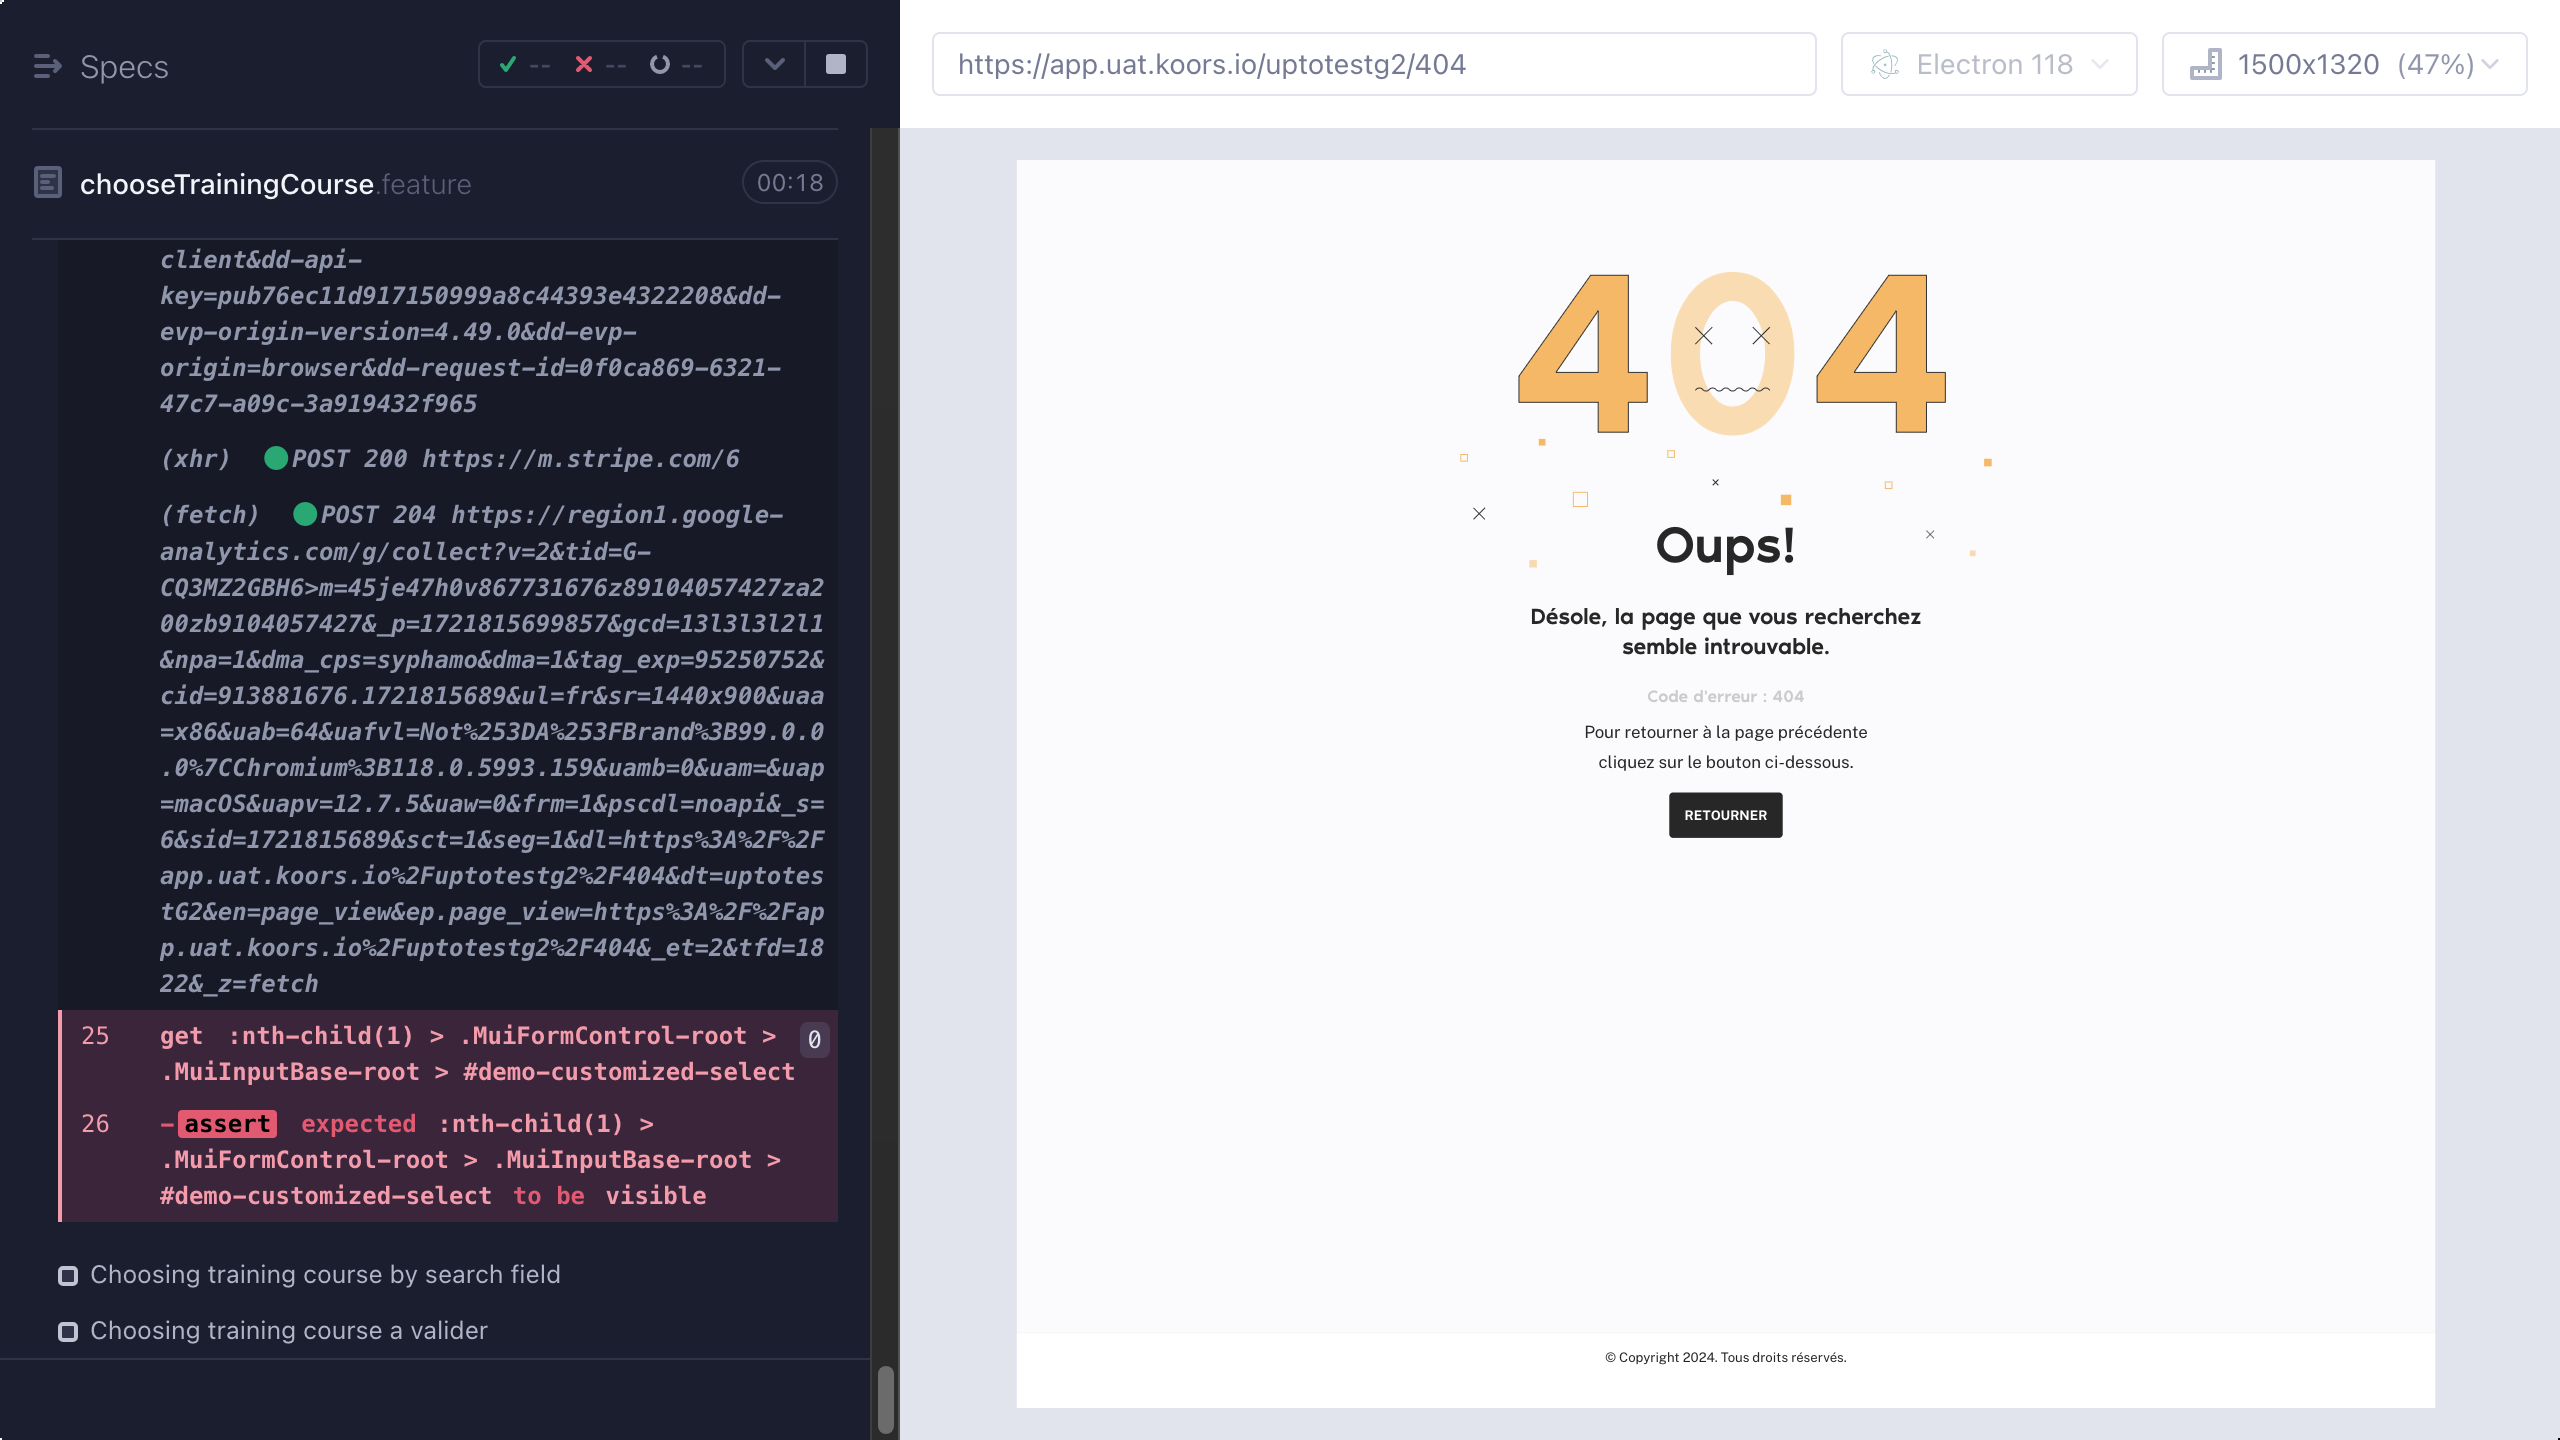 Specs
-- -- --
chooseTrainingCourse.feature
00:18
client&dd-api-
key=pub76ec11d917150999a8c44393e4322208&dd-
evp-origin-version=4.49.0&dd-evp-
origin=browser&dd-request-id=0f0ca869-6321-
47c7-a09c-3a919432f965
(xhr) POST 200 https://m.stripe.com/6
(fetch) POST 204 https://region1.google-
analytics.com/g/collect?v=2&tid=G-
CQ3MZ2GBH6>m=45je47h0v867731676z89104057427za2
00zb9104057427&_p=1721815699857&gcd=13l3l3l2l1
&npa=1&dma_cps=syphamo&dma=1&tag_exp=95250752&
cid=913881676.1721815689&ul=fr&sr=1440x900&uaa
=x86&uab=64&uafvl=Not%253DA%253FBrand%3B99.0.0
.0%7CChromium%3B118.0.5993.159&uamb=0&uam=&uap
=macOS&uapv=12.7.5&uaw=0&frm=1&pscdl=noapi&_s=
6&sid=1721815689&sct=1&seg=1&dl=https%3A%2F%2F
app.uat.koors.io%2Fuptotestg2%2F404&dt=uptotes
tG2&en=page_view&ep.page_view=https%3A%2F%2Fap
p.uat.koors.io%2Fuptotestg2%2F404&_et=2&tfd=18
22&_z=fetch
25 get :nth-child(1) > .MuiFormControl-root > 0
.MuiInputBase-root > #demo-customized-select
26 -assert expected :nth-child(1) >
.MuiFormControl-root > .MuiInputBase-root >
#demo-customized-select to be visible
Choosing training course by search field
Choosing training course a valider
https://app.uat.koors.io/uptotestg2/404
Electron 118
1500x1320 (47%)
404
Oups!
Désole, la page que vous recherchez
semble introuvable.
Code d'erreur : 404
Pour retourner à la page précédente
cliquez sur le bouton ci-dessous.
RETOURNER
© Copyright 2024. Tous droits réservés.